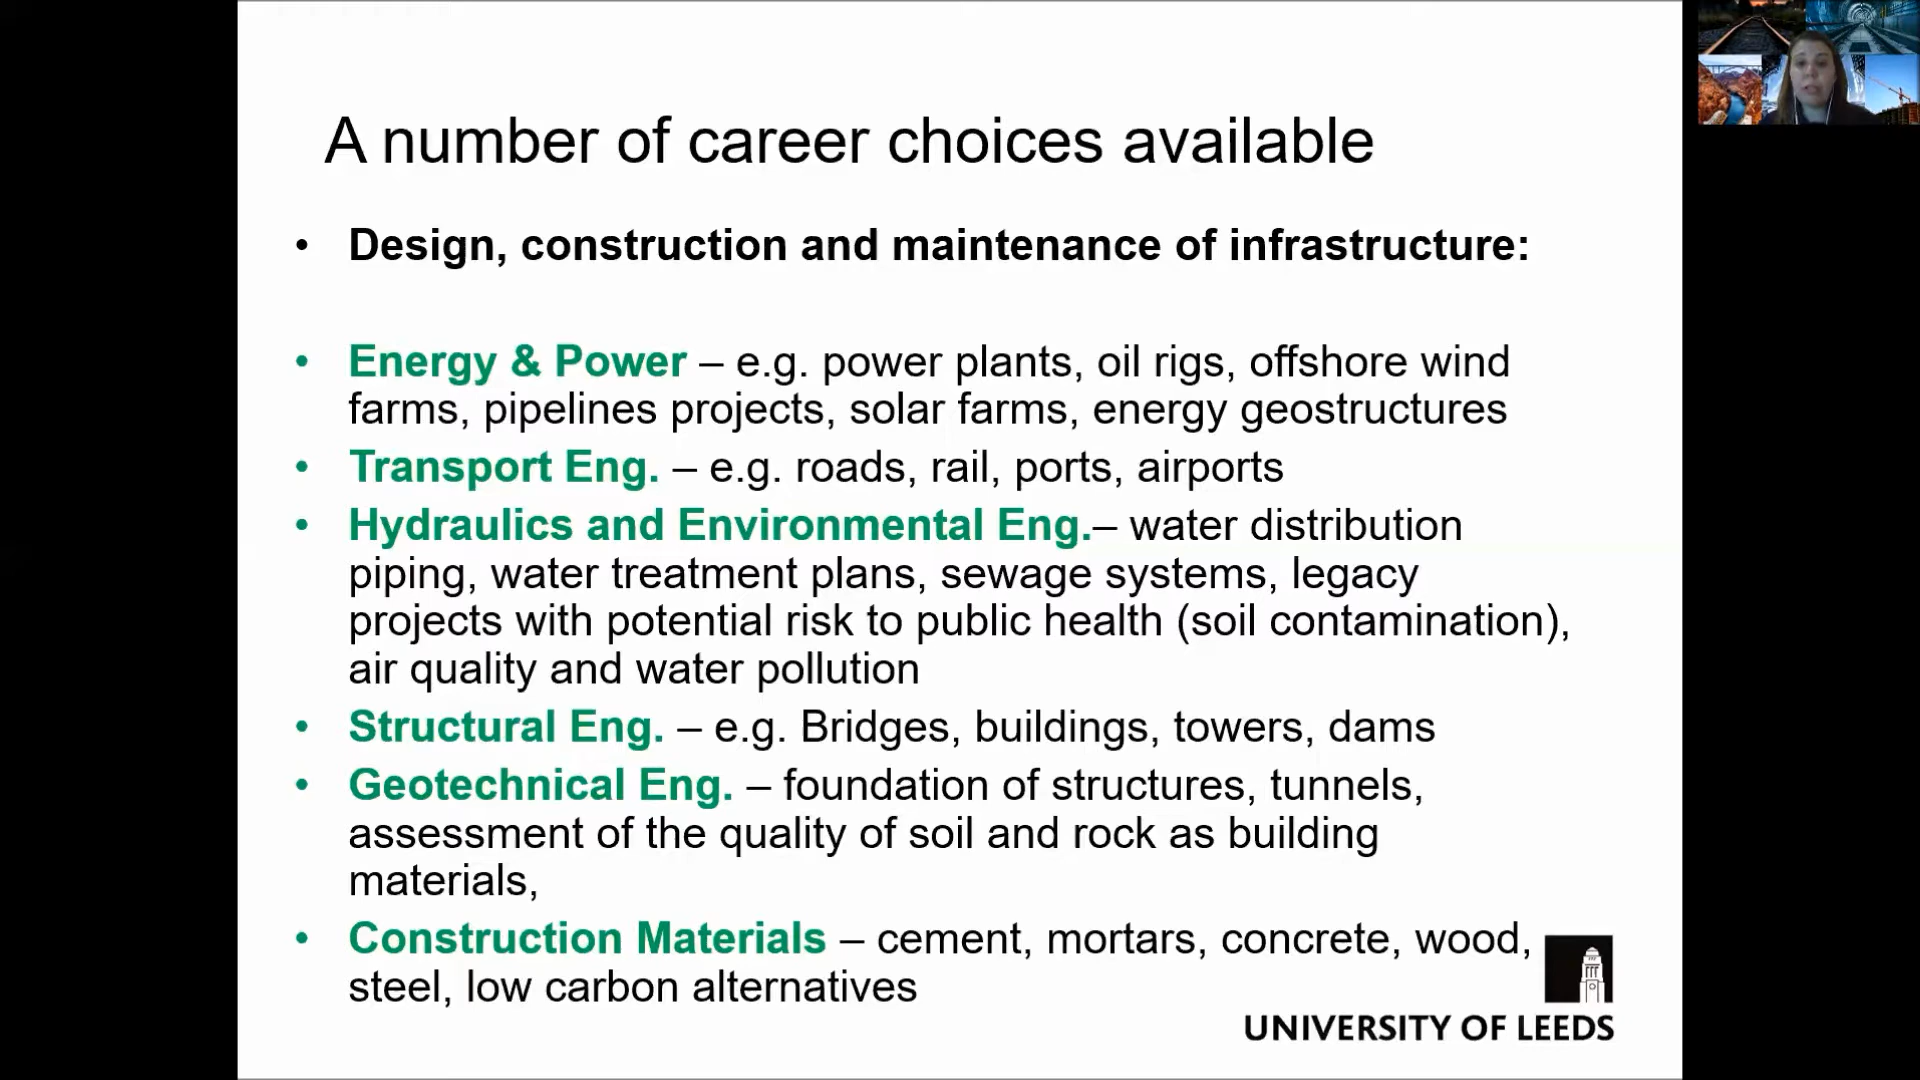 A number of career choices available
• Design, construction and maintenance of infrastructure:
• Energy & Power – e.g. power plants, oil rigs, offshore wind
farms, pipelines projects, solar farms, energy geostructures
• Transport Eng. – e.g. roads, rail, ports, airports
• Hydraulics and Environmental Eng.– water distribution
piping, water treatment plans, sewage systems, legacy
projects with potential risk to public health (soil contamination),
air quality and water pollution
• Structural Eng. – e.g. Bridges, buildings, towers, dams
• Geotechnical Eng. – foundation of structures, tunnels,
assessment of the quality of soil and rock as building
materials,
• Construction Materials – cement, mortars, concrete, wood,
steel, low carbon alternatives
UNIVERSITY OF LEEDS